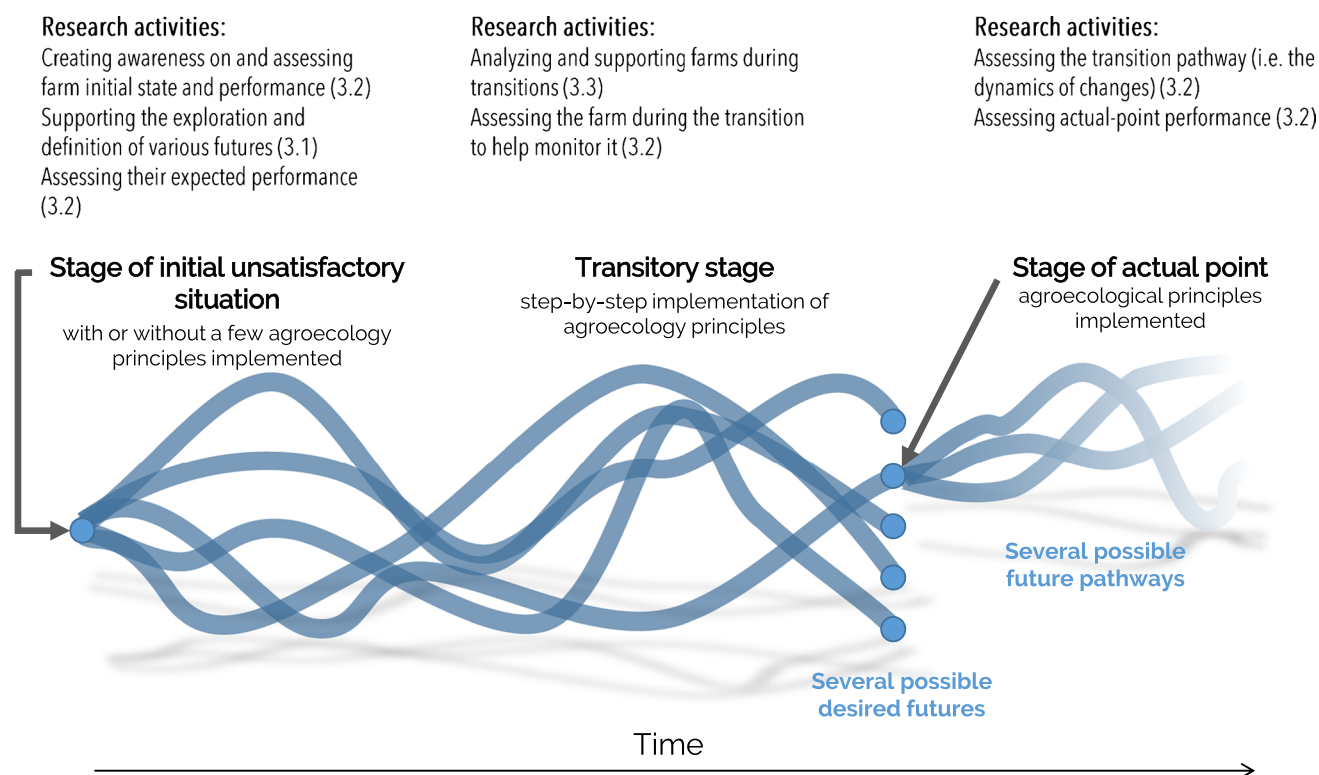 Research activities:
Creating awareness on and assessing
farm initial state and performance (3.2)
Supporting the exploration and
definition of various futures (3.1)
Assessing their expected performance
(3.2)
Research activities:
Analyzing and supporting farms during
transitions (3.3)
Assessing the farm during the transition
to help monitor it (3.2)
Research activities:
Assessing the transition pathway (i.e. the
dynamics of changes) (3.2)
Assessing actual-point performance (3.2)
Stage of initial unsatisfactory
situation
with or without a few agroecology
principles implemented
Transitory stage
step-by-step implementation of
agroecology principles
Stage of actual point
agroecological principles
implemented
Several possible
future pathways
Several possible
desired futures
Time